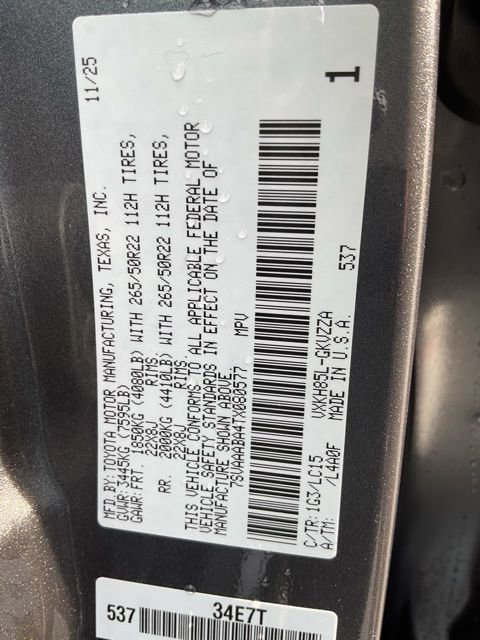 MFD.BY: TOYOTA MOTOR MANUFACTURING, TEXAS, INC. 11/25
GVWR: 3445KG (7595LB)
GAWR: FRT. 1850KG (4080LB) WITH 265/50R22 112H TIRES,
22X8J RIMS.
RR. 2000KG (4410LB) WITH 265/50R22 112H TIRES,
22X8J RIMS.
THIS VEHICLE CONFORMS TO ALL APPLICABLE FEDERAL MOTOR
VEHICLE SAFETY STANDARDS IN EFFECT ON THE DATE OF
MANUFACTURE SHOWN ABOVE.
7SVAAABA4TX080577 MPV
C/TR: 1G3/LC15 VXKH85L-GKVZZA 537
A/TM: /L4A0F MADE IN U.S.A. 1
537 34E7T